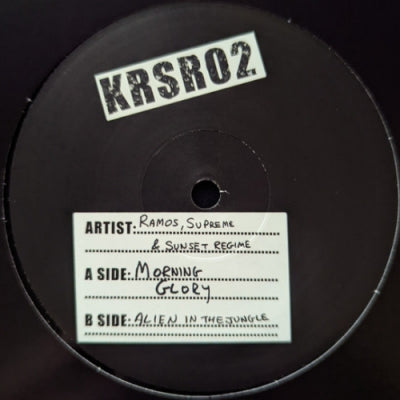 KRSR02
ARTIST: RAMOS, SUPREME
& SUNSET REGIME
A SIDE: MORNING
GLORY
B SIDE: ALIEN IN THE JUNGLE